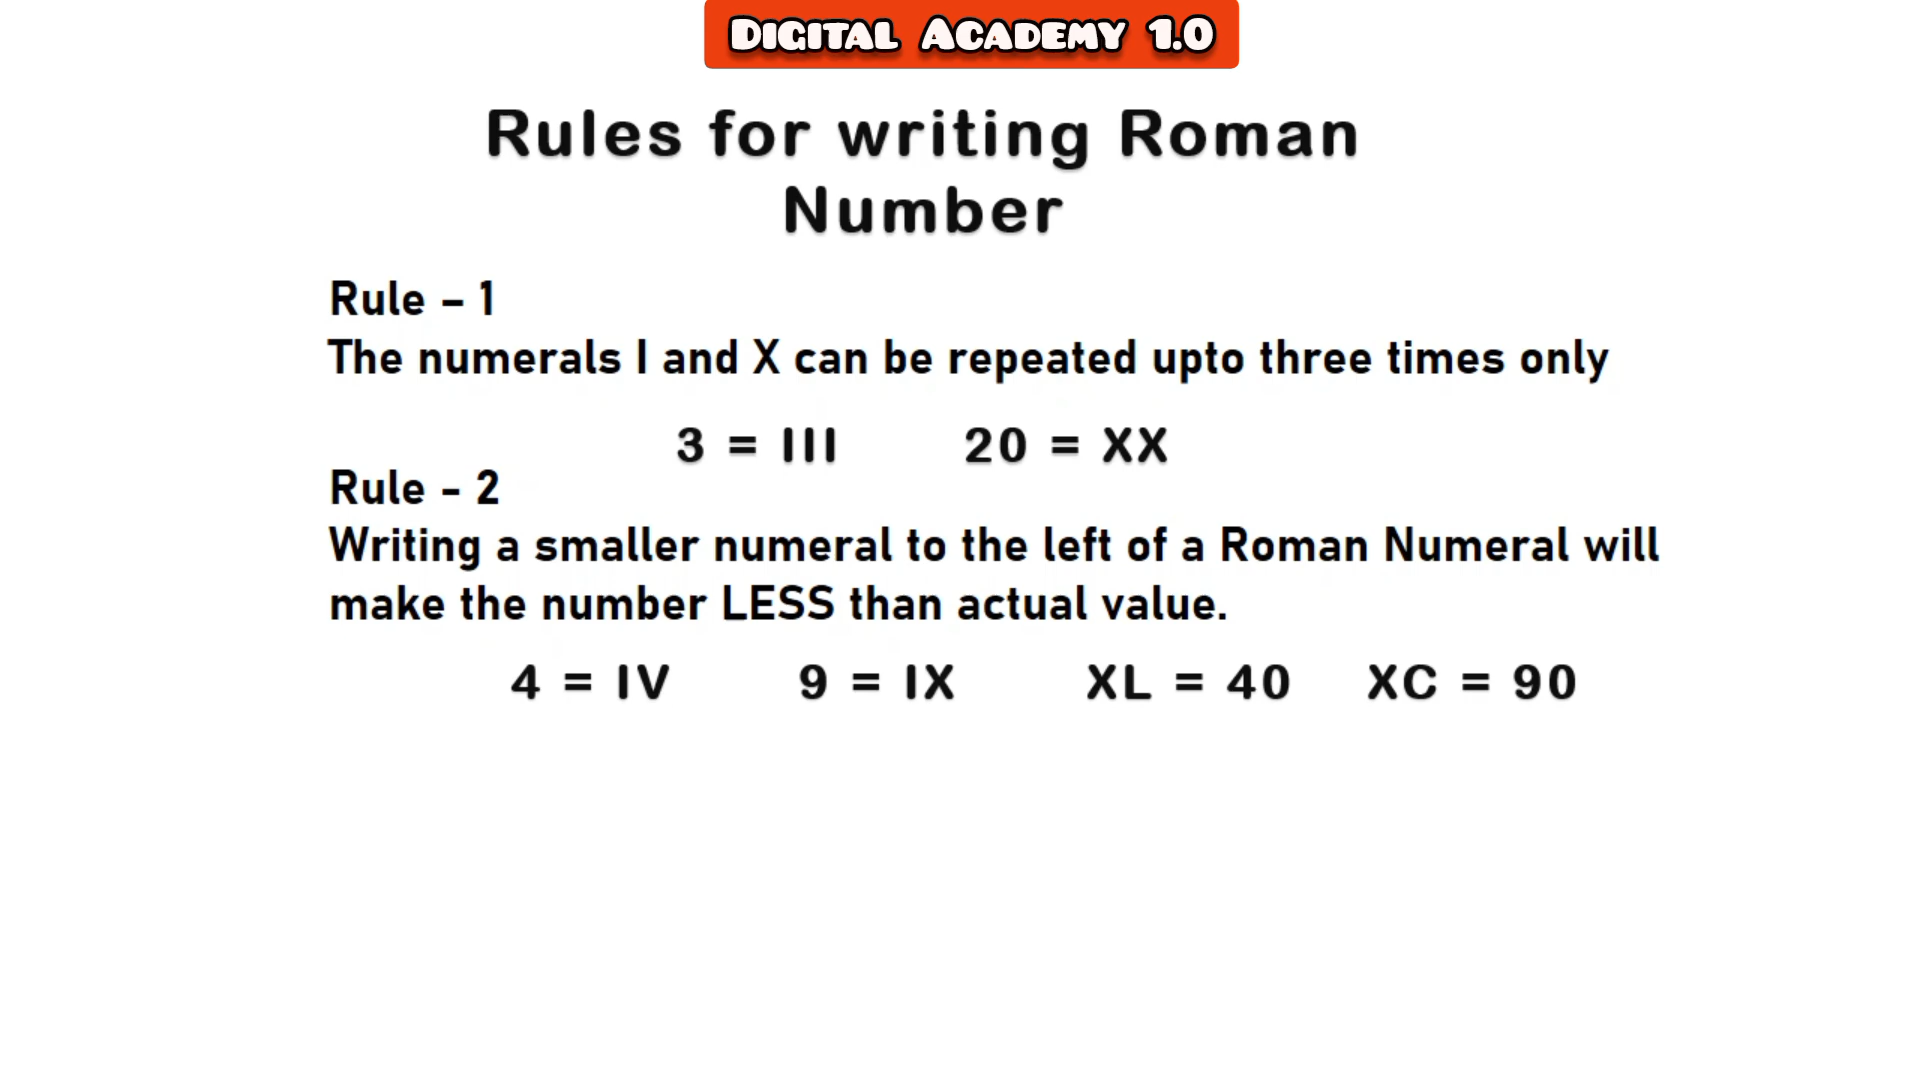 Digital Academy 1.0
Rules for writing Roman
Number
Rule – 1
The numerals I and X can be repeated upto three times only
3 = III 20 = XX
Rule - 2
Writing a smaller numeral to the left of a Roman Numeral will
make the number LESS than actual value.
4 = IV 9 = IX XL = 40 XC = 90